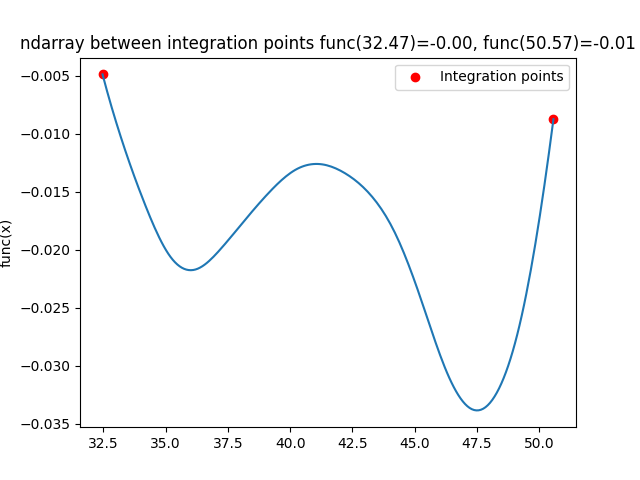 ndarray between integration points func(32.47)=-0.00, func(50.57)=-0.01
Integration points
func(x)
−0.005
−0.010
−0.015
−0.020
−0.025
−0.030
−0.035
32.5 35.0 37.5 40.0 42.5 45.0 47.5 50.0